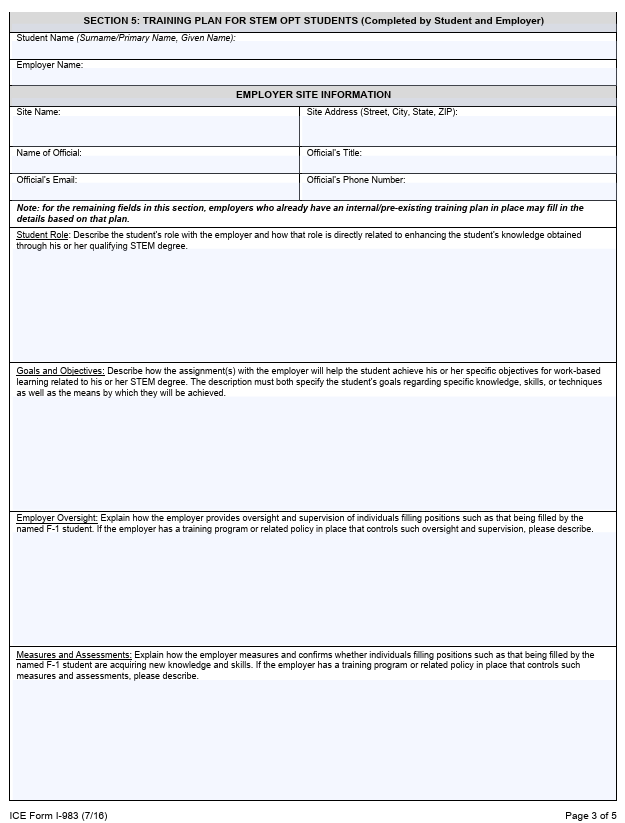 SECTION 5: TRAINING PLAN FOR STEM OPT STUDENTS (Completed by Student and Employer)
Student Name (Surname/Primary Name, Given Name):
Employer Name:
EMPLOYER SITE INFORMATION
Site Name:
Site Address (Street, City, State, ZIP):
Name of Official:
Official's Title:
Official's Email:
Official's Phone Number:
Note: for the remaining fields in this section, employers who already have an internal/pre-existing training plan in place may fill in the
details based on that plan.
Student Role: Describe the student's role with the employer and how that role is directly related to enhancing the student's knowledge obtained
through his or her qualifying STEM degree.
Goals and Objectives: Describe how the assignment(s) with the employer will help the student achieve his or her specific objectives for work-based
learning related to his or her STEM degree. The description must both specify the student's goals regarding specific knowledge, skills, or techniques
as well as the means by which they will be achieved.
Employer Oversight: Explain how the employer provides oversight and supervision of individuals filling positions such as that being filled by the
named F-1 student. If the employer has a training program or related policy in place that controls such oversight and supervision, please describe.
Measures and Assessments: Explain how the employer measures and confirms whether individuals filling positions such as that being filled by the
named F-1 student are acquiring new knowledge and skills. If the employer has a training program or related policy in place that controls such
measures and assessments, please describe.
ICE Form I-983 (7/16)
Page 3 of 5